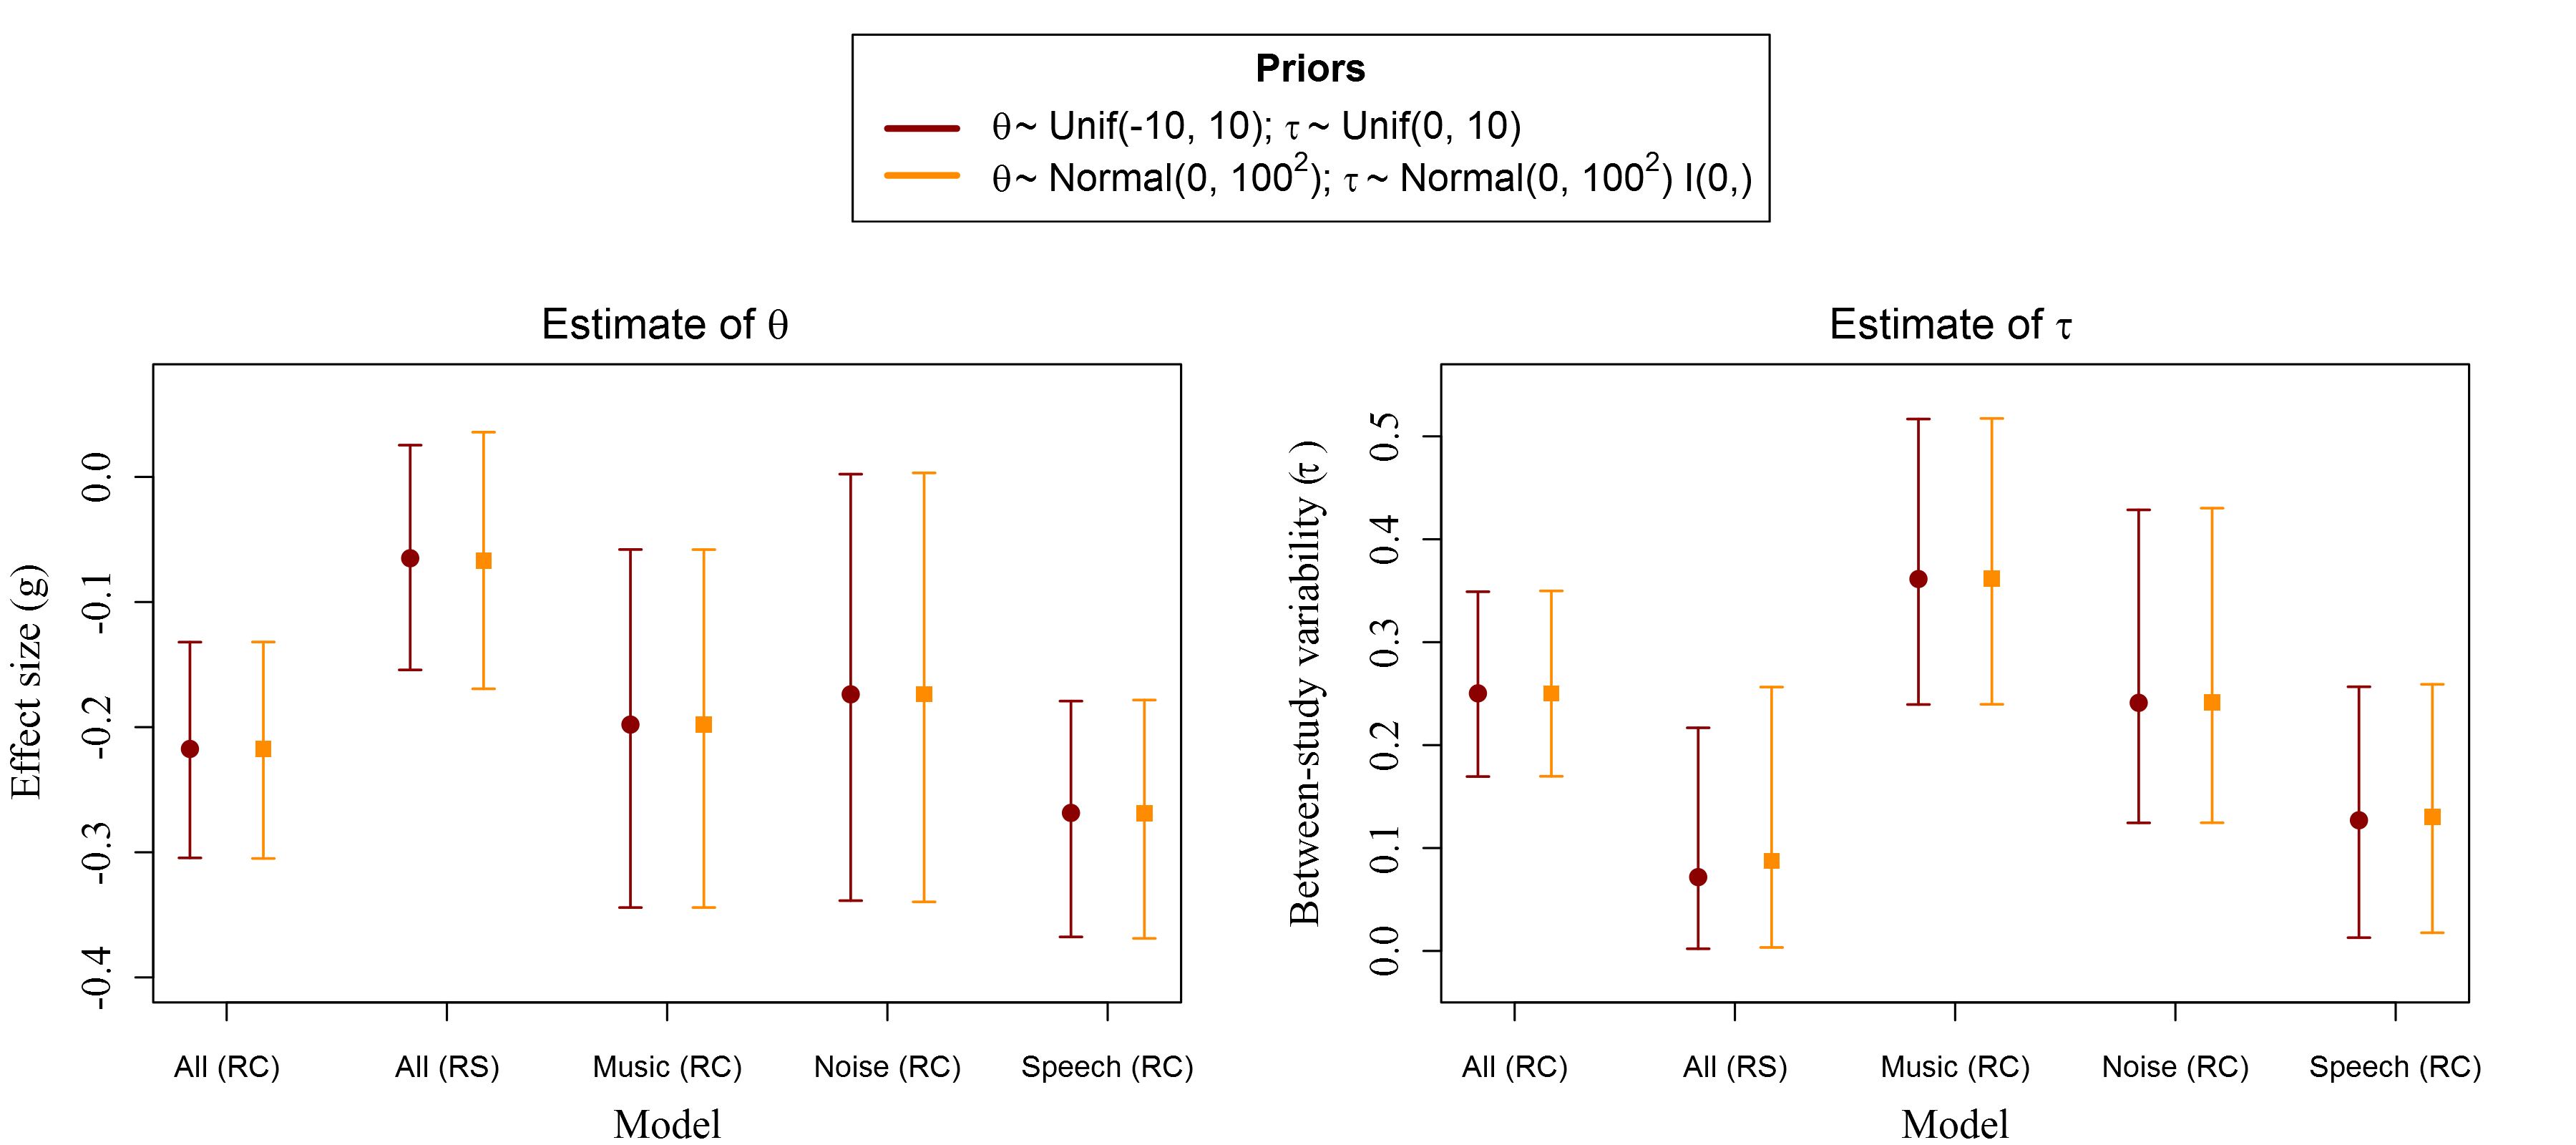 Priors
θ ~ Unif(-10, 10); τ ~ Unif(0, 10)
θ ~ Normal(0, 100²); τ ~ Normal(0, 100²) I(0,)
Estimate of θ
Effect size (g)
0.0
-0.1
-0.2
-0.3
-0.4
All (RC)
All (RS)
Music (RC)
Noise (RC)
Speech (RC)
Model
Estimate of τ
Between-study variability (τ)
0.5
0.4
0.3
0.2
0.1
0.0
All (RC)
All (RS)
Music (RC)
Noise (RC)
Speech (RC)
Model